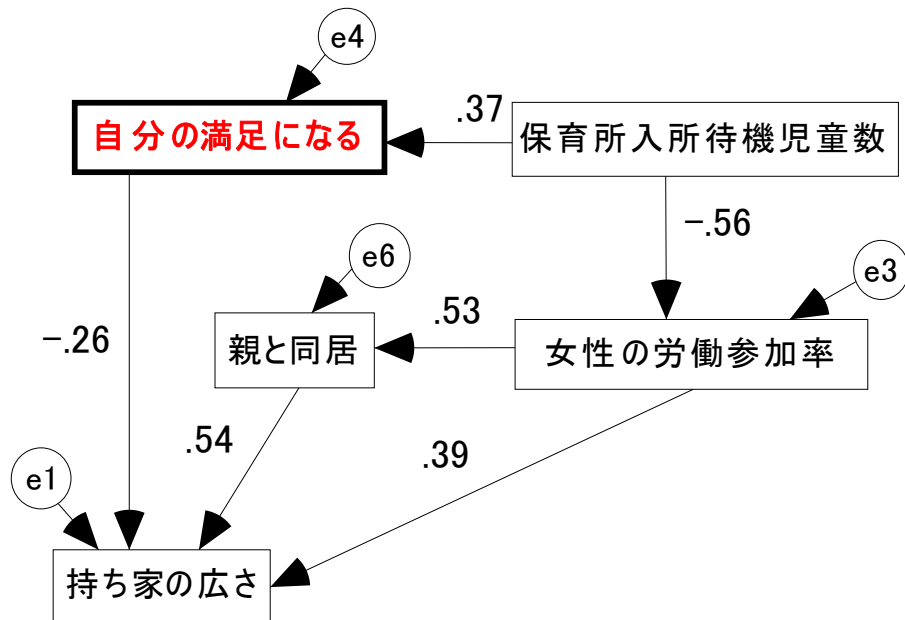 e4
.37
自分の満足になる
保育所入所待機児童数
-.56
e6
e3
-.26
.53
親と同居
女性の労働参加率
.54
.39
e1
持ち家の広さ